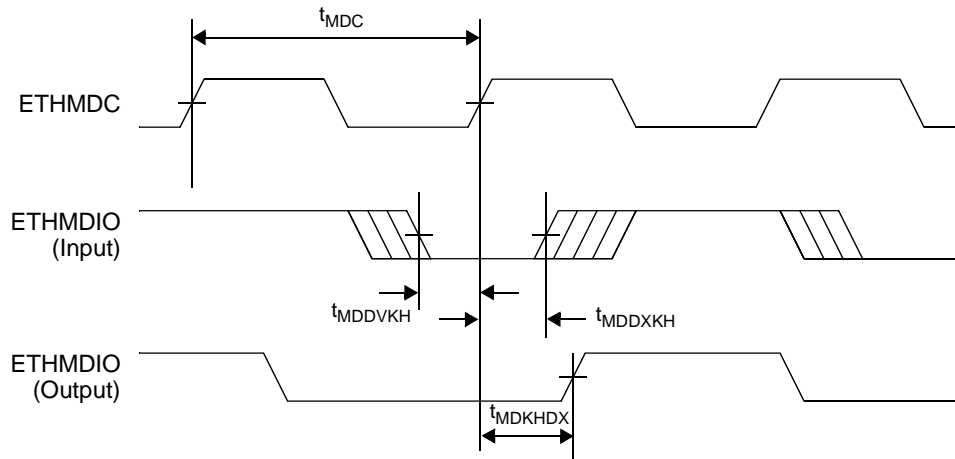 tMDC
ETHMDC
ETHMDIO
(Input)
tMDDVKH
tMDDXKH
ETHMDIO
(Output)
tMDKHDX